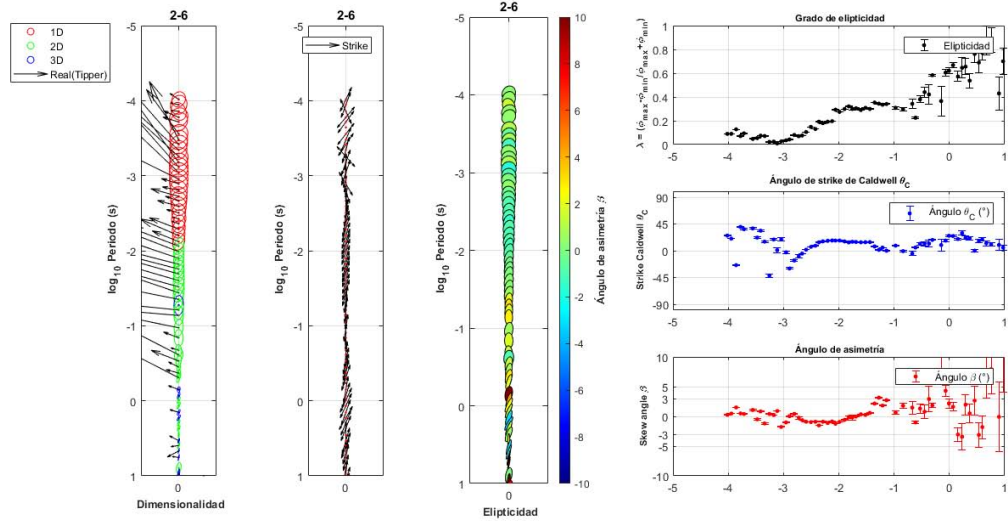 2-6
1D
2D
3D
Real(Tipper)
-5
-4
-3
-2
-1
0
1
log₁₀ Periodo (s)
0
Dimensionalidad
2-6
Strike
-5
-4
-3
-2
-1
0
1
log₁₀ Periodo (s)
0
2-6
-5
-4
-3
-2
-1
0
1
log₁₀ Periodo (s)
0
Elipticidad
10
8
6
4
2
0
-2
-4
-6
-8
-10
Ángulo de asimetría β
Grado de elipticidad
Elipticidad
1
0.8
0.6
0.4
0.2
0
λ = (ϕmax-ϕmin/ϕmax+ϕmin)
-5 -4 -3 -2 -1 0 1
Ángulo de strike de Caldwell θC
Ángulo θC (°)
90
45
0
-45
-90
Strike Caldwell θC
-5 -4 -3 -2 -1 0 1
Ángulo de asimetría
Ángulo β (°)
10
5
3
0
-3
-5
-10
Skew angle β
-5 -4 -3 -2 -1 0 1